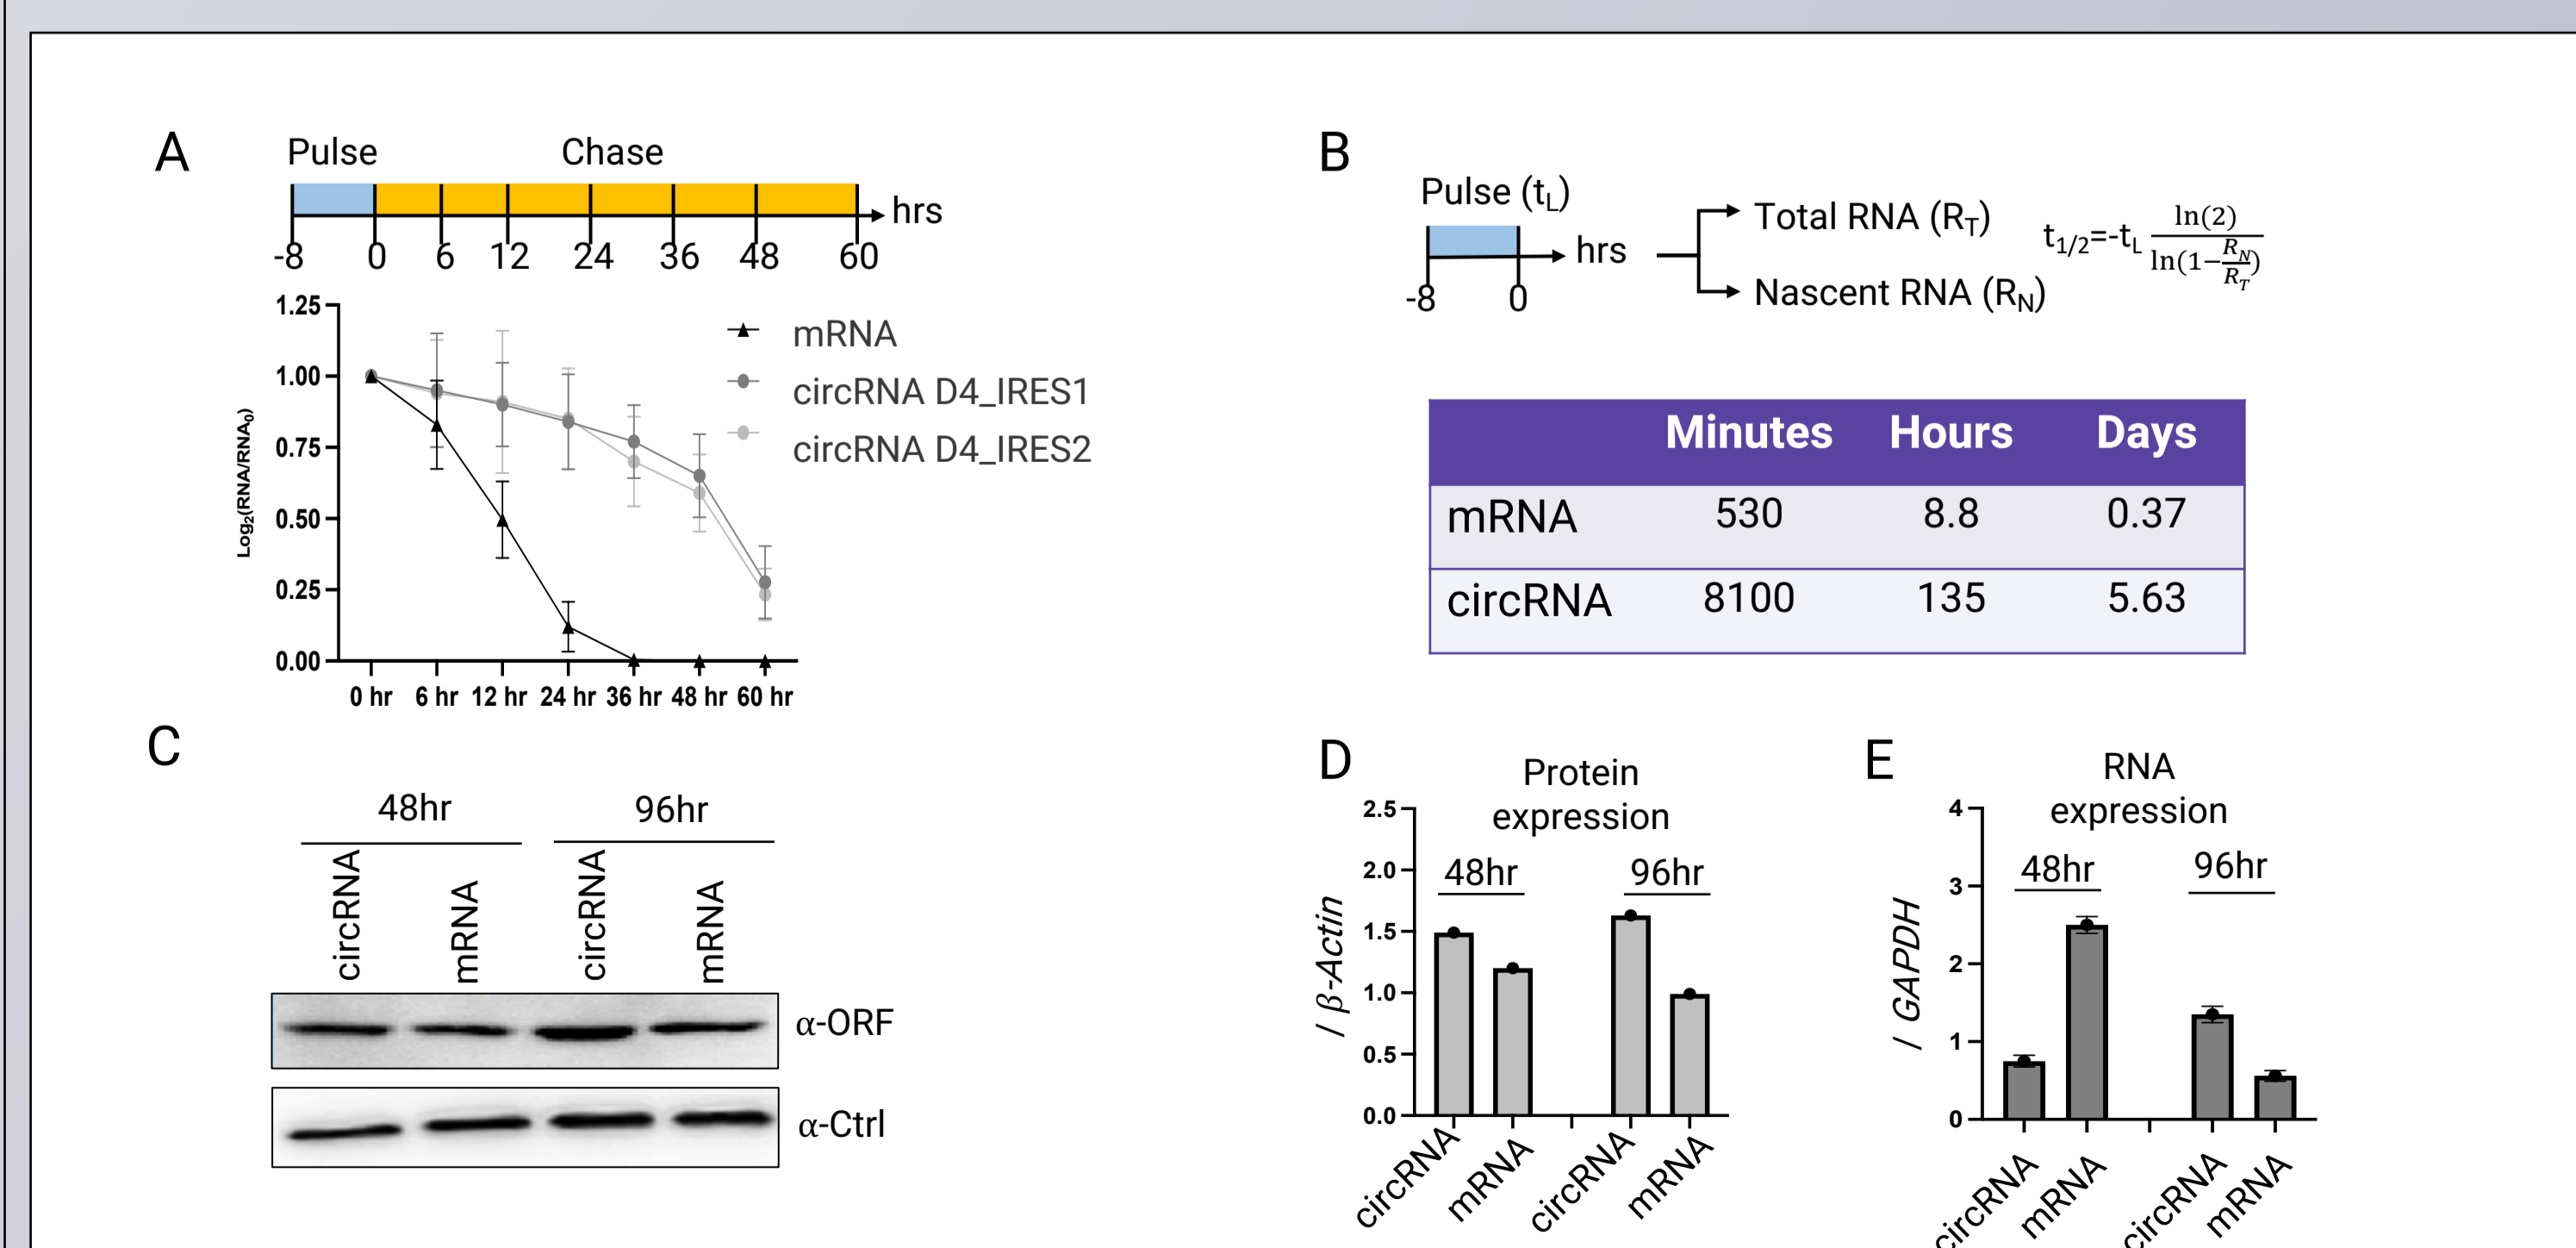 A
Pulse Chase
hrs
-8 0 6 12 24 36 48 60
1.25
1.00
0.75
0.50
0.25
0.00
Log2(RNA/RNA0)
mRNA
circRNA D4_IRES1
circRNA D4_IRES2
0 hr 6 hr 12 hr 24 hr 36 hr 48 hr 60 hr
B
Pulse (tL)
hrs
-8 0
Total RNA (RT)
Nascent RNA (RN)
t1/2=-tL ln(2)
ln(1-RN/RT)
Minutes Hours Days
mRNA 530 8.8 0.37
circRNA 8100 135 5.63
C
48hr 96hr
circRNA mRNA circRNA mRNA
α-ORF
α-Ctrl
D
Protein
expression
48hr 96hr
2.5
2.0
1.5
1.0
0.5
0.0
/ β-Actin
circRNA mRNA circRNA mRNA
E
RNA
expression
48hr 96hr
4
3
2
1
0
/ GAPDH
circRNA mRNA circRNA mRNA